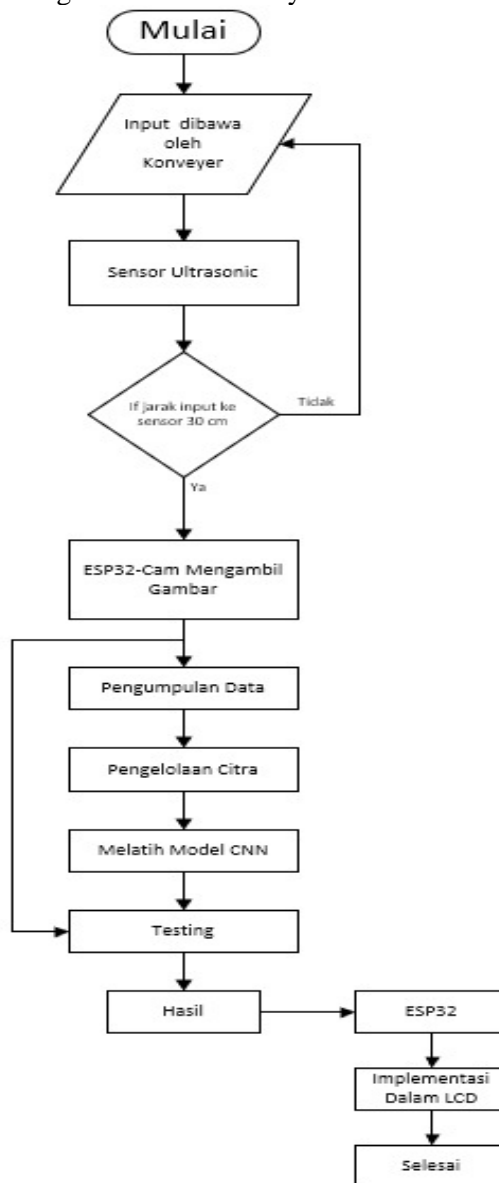 Mulai
Input dibawa
oleh
Konveyer
Sensor Ultrasonic
If jarak input ke
sensor 30 cm
Tidak
Ya
ESP32-Cam Mengambil
Gambar
Pengumpulan Data
Pengelolaan Citra
Melatih Model CNN
Testing
Hasil
ESP32
Implementasi
Dalam LCD
Selesai